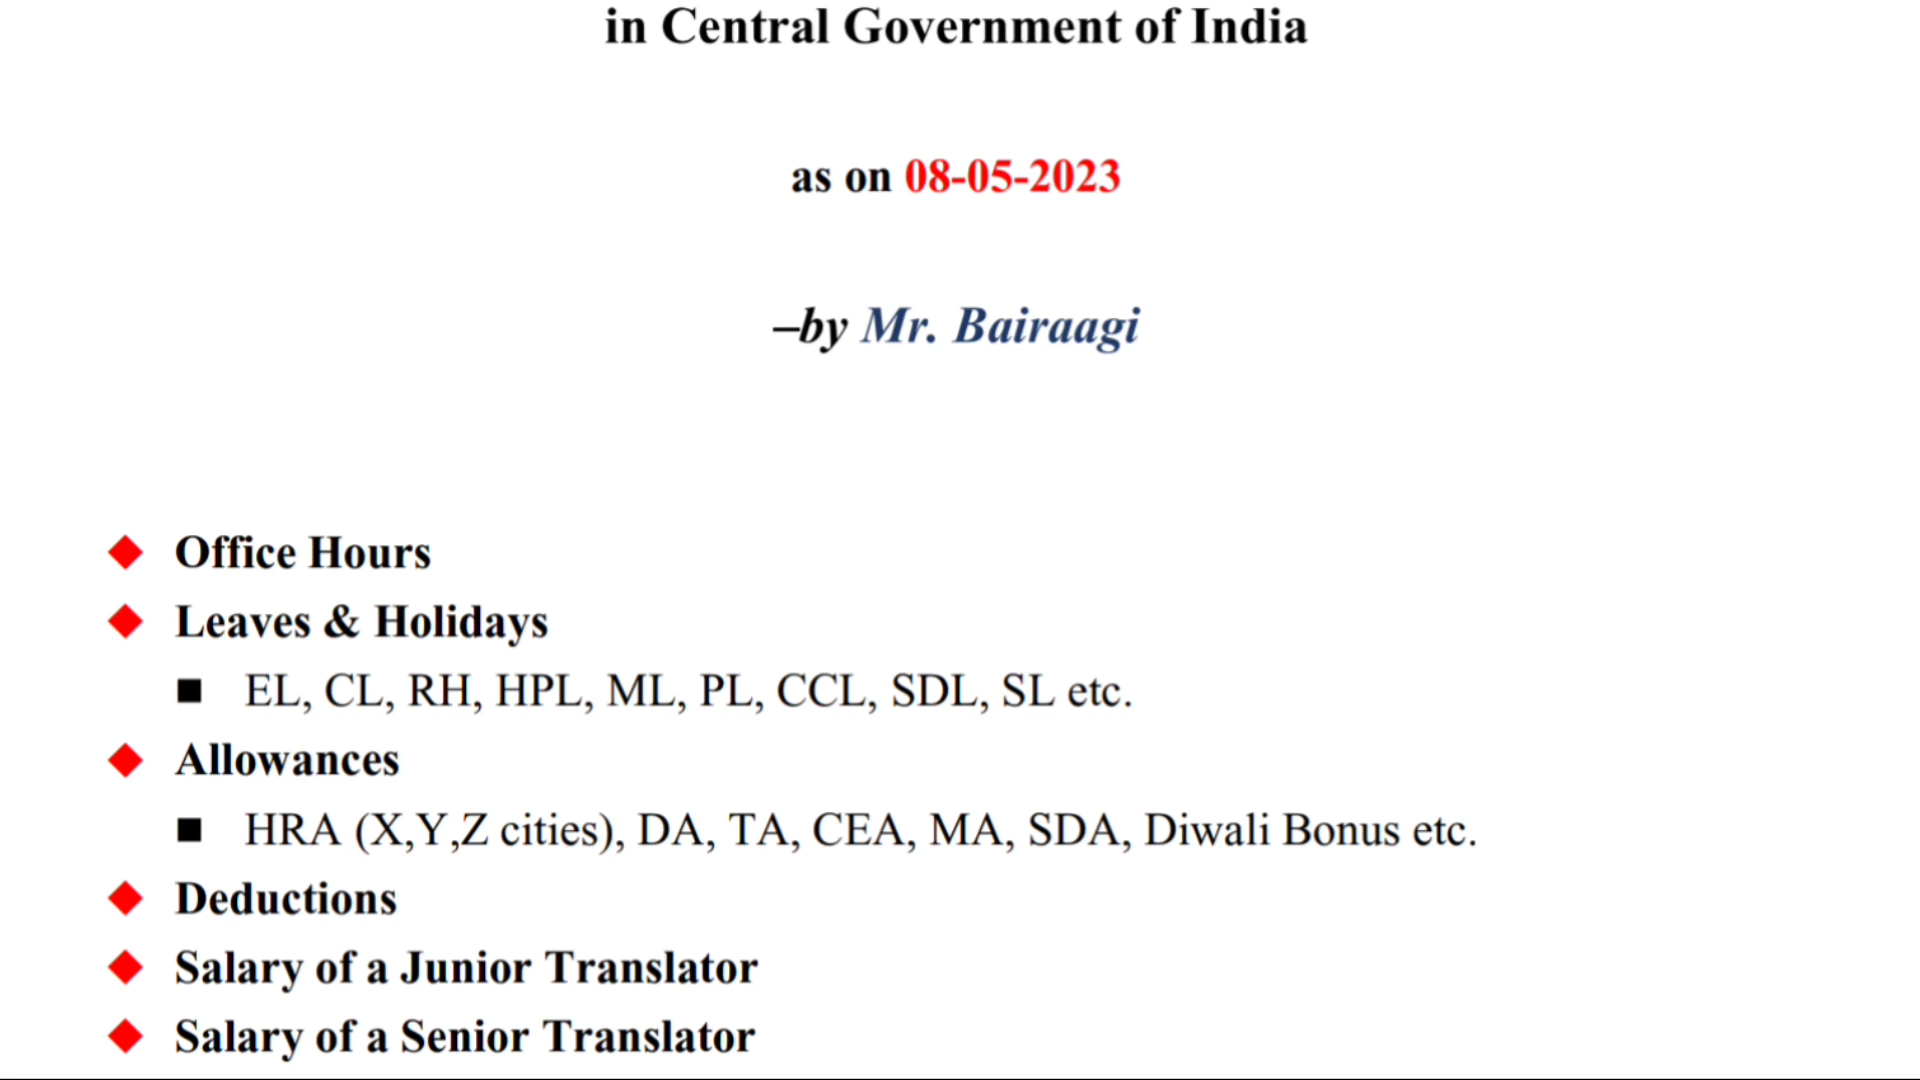 in Central Government of India
as on 08-05-2023
–by Mr. Bairaagi
Office Hours
Leaves & Holidays
EL, CL, RH, HPL, ML, PL, CCL, SDL, SL etc.
Allowances
HRA (X,Y,Z cities), DA, TA, CEA, MA, SDA, Diwali Bonus etc.
Deductions
Salary of a Junior Translator
Salary of a Senior Translator